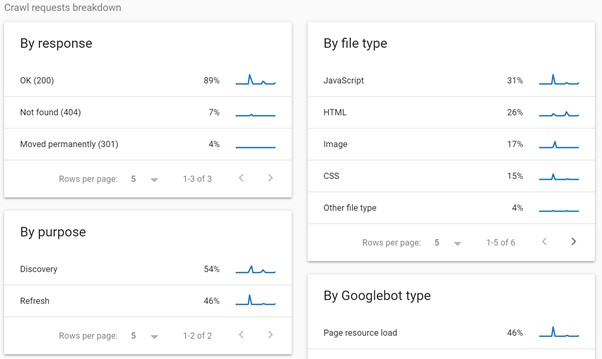 Crawl requests breakdown
By response
OK (200) 89%
Not found (404) 7%
Moved permanently (301) 4%
Rows per page: 5 1-3 of 3
By purpose
Discovery 54%
Refresh 46%
Rows per page: 5 1-2 of 2
By file type
JavaScript 31%
HTML 26%
Image 17%
CSS 15%
Other file type 4%
Rows per page: 5 1-5 of 6
By Googlebot type
Page resource load 46%